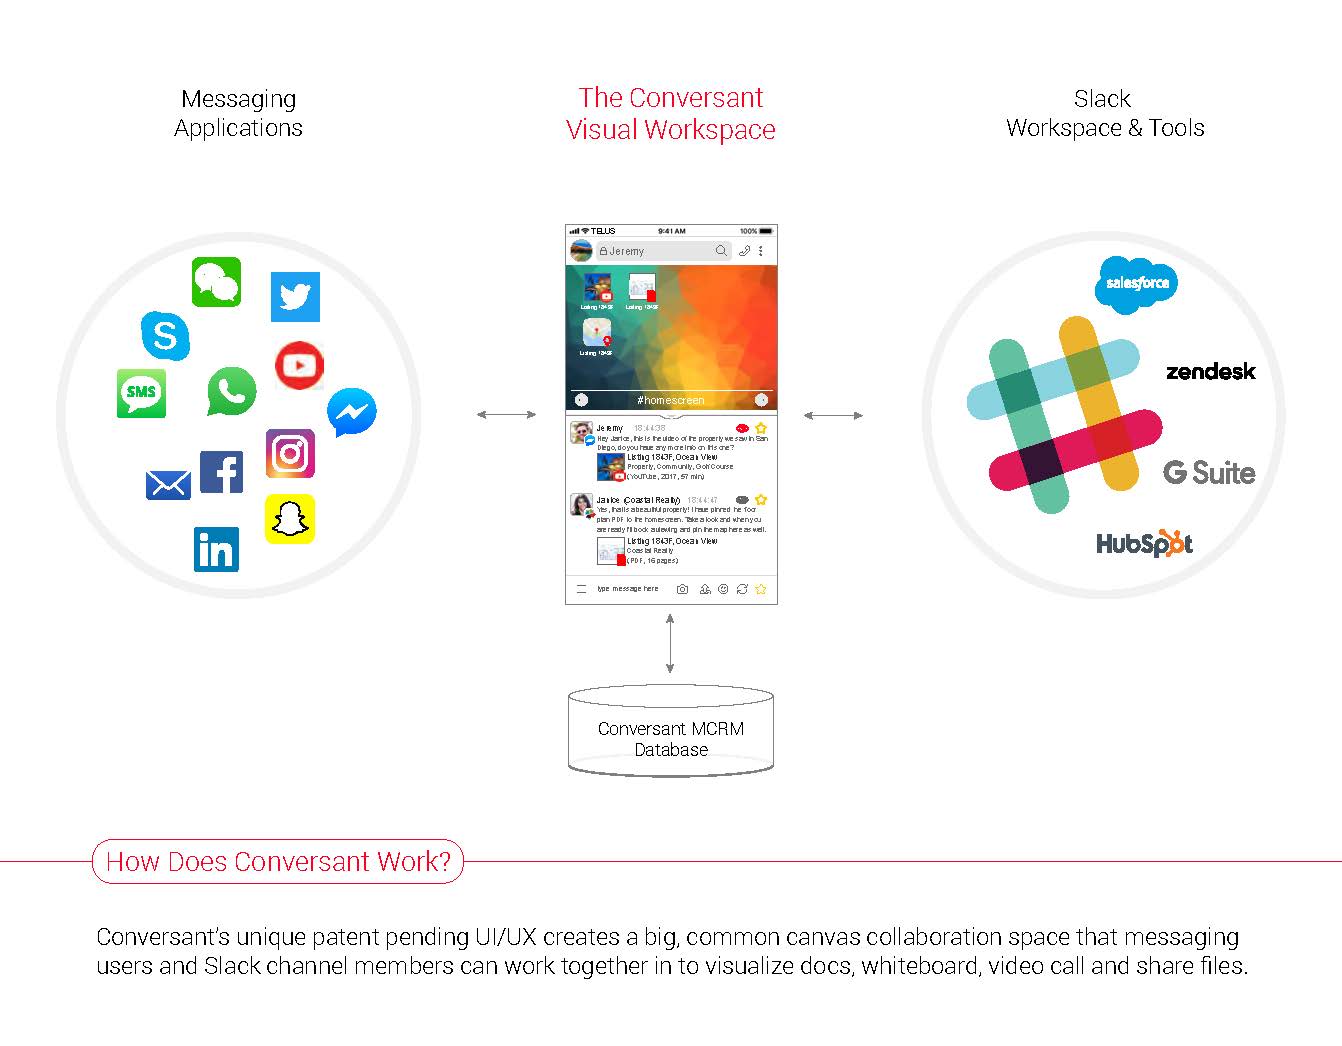 Messaging
Applications
The Conversant
Visual Workspace
Slack
Workspace & Tools
SMS
in
TELUS
9:41 AM
100%
Jeremy
Listing 1843F
Listing 1843F
Listing 1843F
#homescreen
Jeremy 18:44:38
Hey Janice, this is the video of the property we saw in San
Diego, do you have any more info on this one?
Listing 1843F, Ocean View
Property, Community, Golf Course
(YouTube, 2017, 57 min)
Janice (Coastal Realty) 18:44:47
Yes, that is a beautiful property! I have pinned the floor
plan PDF to the homescreen. Take a look and when you
are ready I'll book a viewing and pin the map here as well.
Listing 1843F, Ocean View
Coastal Realty
(PDF, 16 pages)
type message here
salesforce
zendesk
G Suite
HubSpot
Conversant MCRM
Database
How Does Conversant Work?
Conversant's unique patent pending UI/UX creates a big, common canvas collaboration space that messaging
users and Slack channel members can work together in to visualize docs, whiteboard, video call and share files.